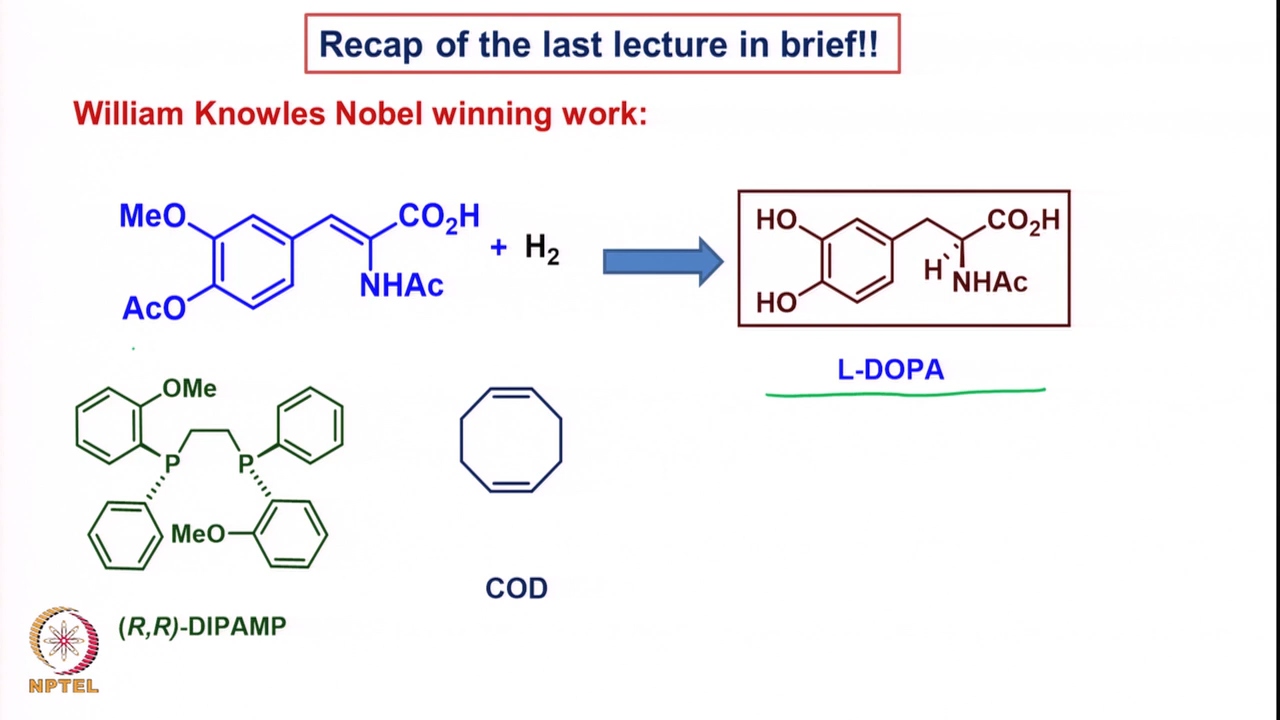 Recap of the last lecture in brief!!
William Knowles Nobel winning work:
MeO
CO2H
AcO
NHAc
+ H2
HO
CO2H
H
NHAc
HO
L-DOPA
OMe
P
P
MeO
(R,R)-DIPAMP
COD
NPTEL